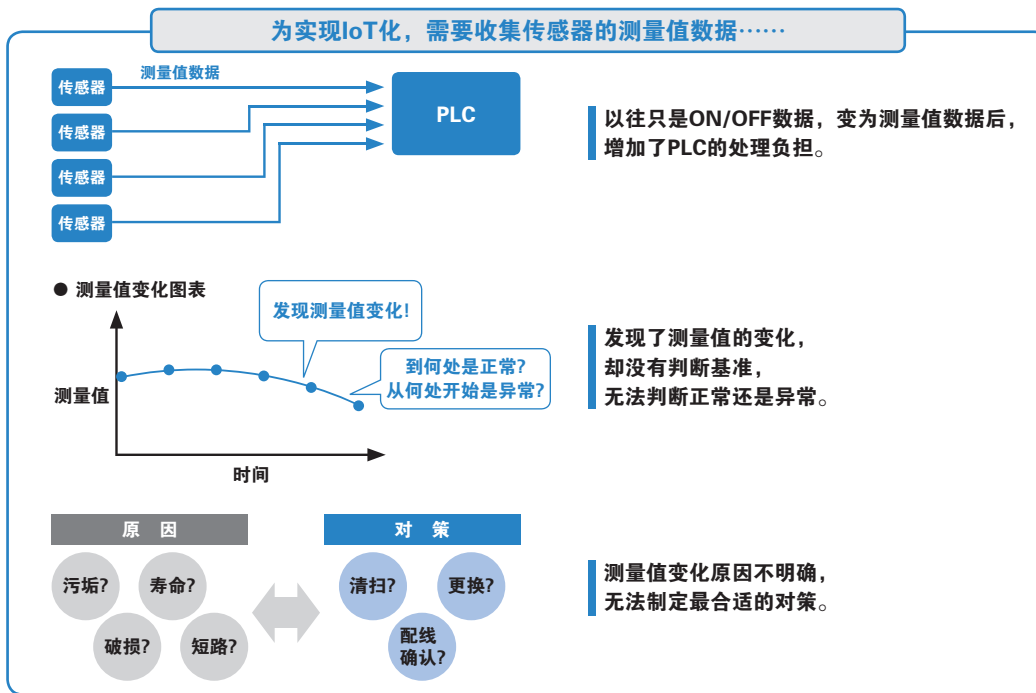 为实现IoT化，需要收集传感器的测量值数据……
传感器
测量值数据
传感器
传感器
传感器
PLC
以往只是ON/OFF数据，变为测量值数据后，
增加了PLC的处理负担。
● 测量值变化图表
发现测量值变化!
到何处是正常?
从何处开始是异常?
测量值
时间
发现了测量值的变化，
却没有判断基准，
无法判断正常还是异常。
原 因
污垢?
寿命?
破损?
短路?
对 策
清扫?
更换?
配线
确认?
测量值变化原因不明确，
无法制定最合适的对策。